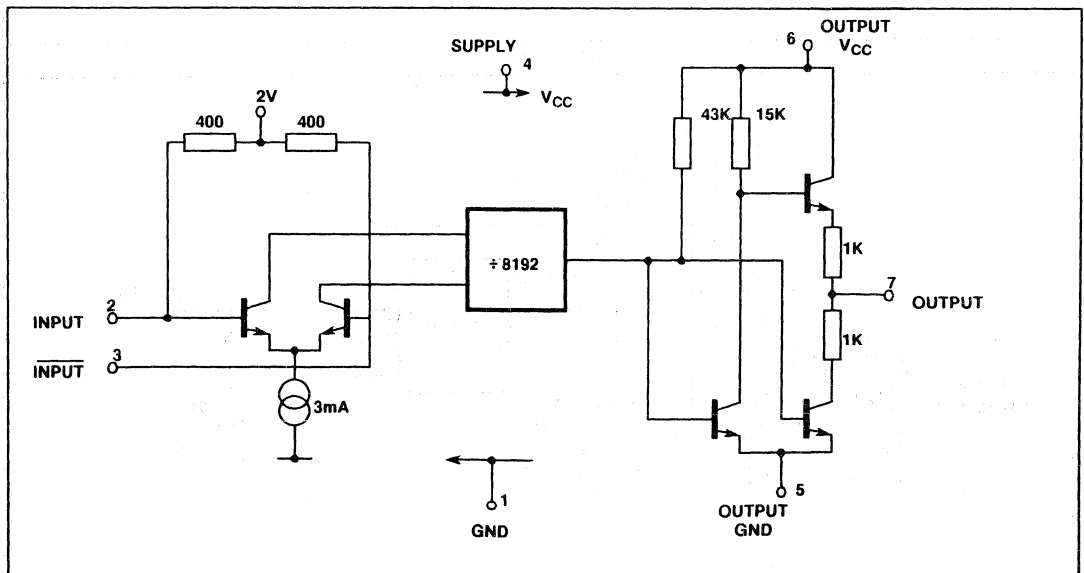 SUPPLY
4
VCC
OUTPUT
VCC
6
2V
400
400
43K
15K
1K
÷ 8192
7
OUTPUT
1K
INPUT
2
INPUT
3
3mA
1
GND
5
OUTPUT
GND